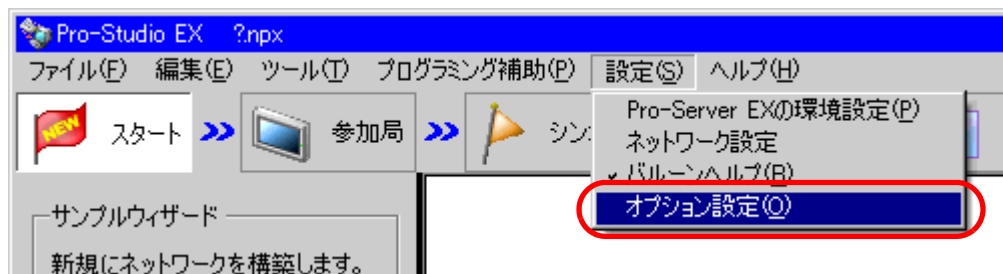 Pro-Studio EX ?.npx
ファイル(F) 編集(E) ツール(T) プログラミング補助(P) 設定(S) ヘルプ(H)
Pro-Server EXの環境設定(P)
ネットワーク設定
バルーンヘルプ(B)
オプション設定(O)
NEW スタート 参加局 シン
サンプルウィザード
新規にネットワークを構築します。